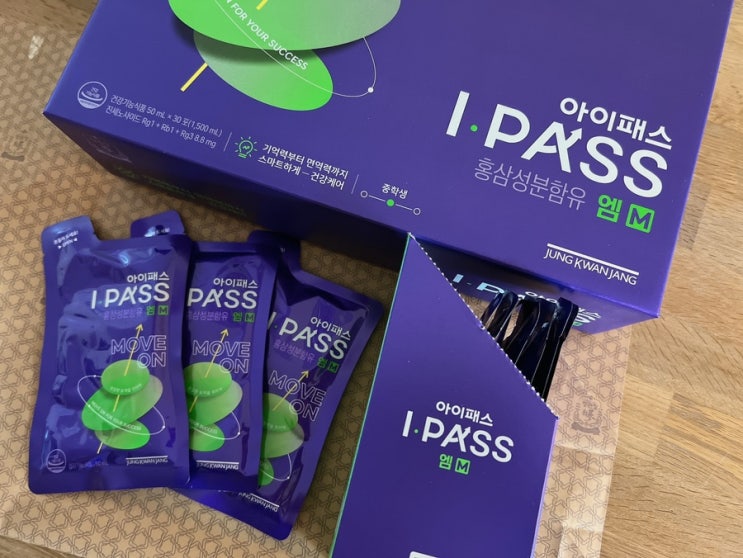 FOR YOUR SUCCESS
건강기능식품 50 mL × 30 포(1,500 mL)
진세노사이드 Rg1 + Rb1 + Rg3 8.8 mg
기억력부터 면역력까지
스마트하게 – 건강케어
중학생
아이패스
I·PASS
홍삼성분함유
엠 M
JUNG KWAN JANG
아이패스
I·PASS
홍삼성분함유
엠 M
MOVE
ON
JUNG KWAN JANG
아이패스
PASS
홍삼성분함유
엠 M
MOVE
ON
JUNG KWAN JANG
아이패스
I·PASS
홍삼성분함유
엠 M
MOVE
ON
JUNG KWAN JANG
아이패스
I·PASS
엠 M